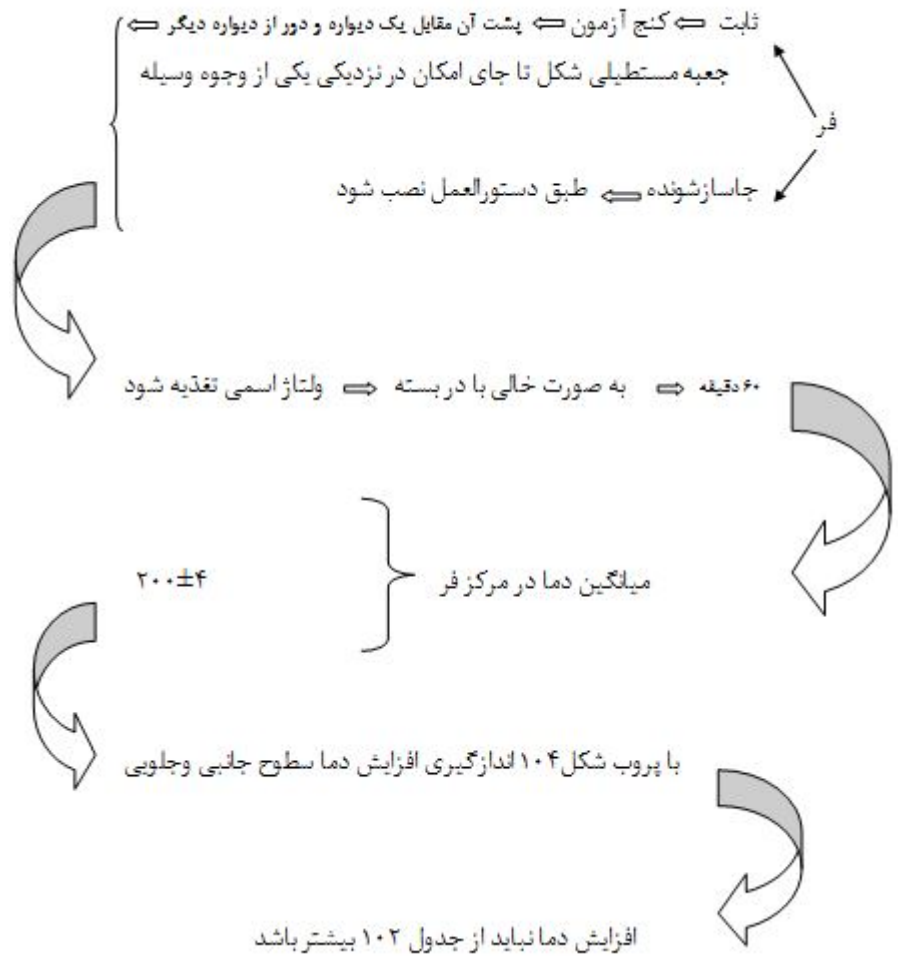 ثابت ⇐ کنج آزمون ⇐ پشت آن مقابل یک دیواره و دور از دیواره دیگر ⇐
جعبه مستطیلی شکل تا جای امکان در نزدیکی یکی از وجوه وسیله
فر
جاسازشونده ⇐ طبق دستورالعمل نصب شود
۶۰ دقیقه ⇒ به صورت خالی با در بسته ⇒ ولتاژ اسمی تغذیه شود
میانگین دما در مرکز فر
۲۰۰±۴
با پروب شکل۱۰۴ اندازگیری افزایش دما سطوح جانبی وجلویی
افزایش دما نباید از جدول ۱۰۲ بیشتر باشد